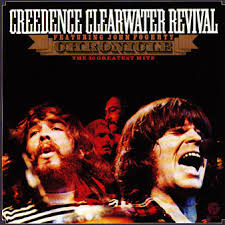 CREEDENCE CLEARWATER REVIVAL
FEATURING JOHN FOGERTY
CHRONICLE
THE 20 GREATEST HITS